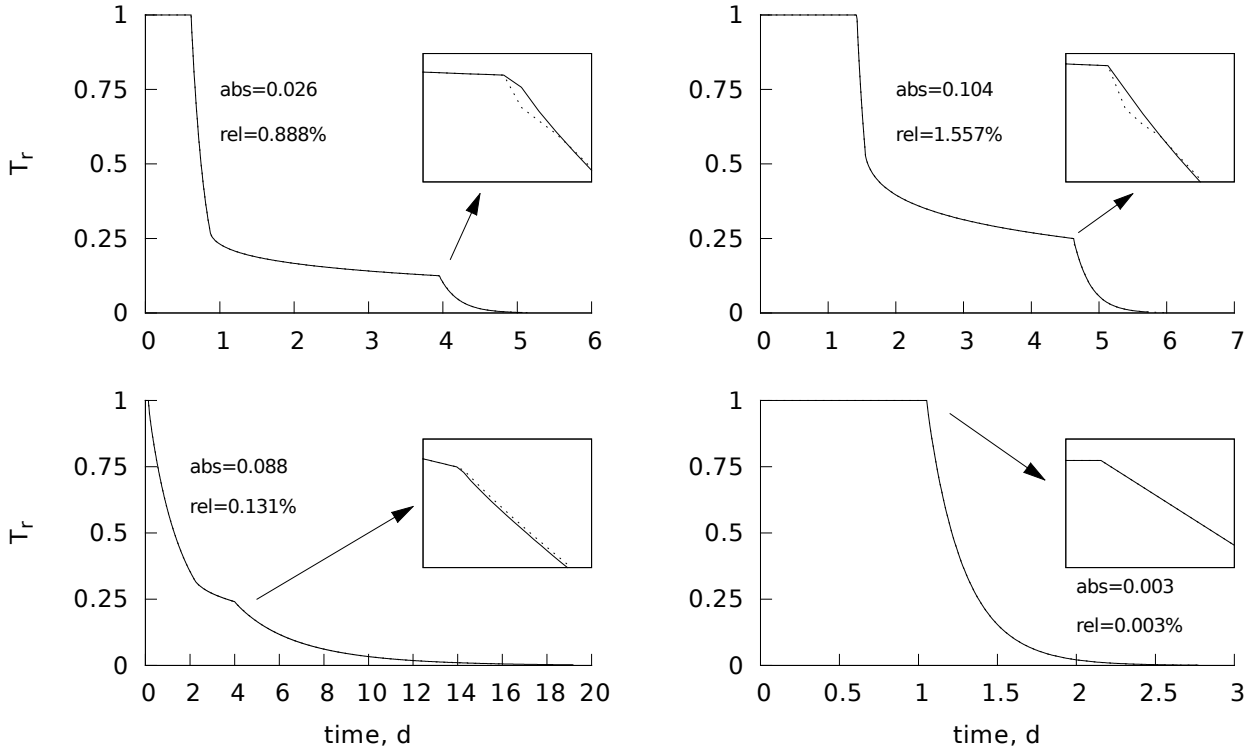 1
0.75
0.5
0.25
0
T_r
abs=0.026
rel=0.888%
0 1 2 3 4 5 6
1
0.75
0.5
0.25
0
abs=0.104
rel=1.557%
0 1 2 3 4 5 6 7
1
0.75
0.5
0.25
0
T_r
abs=0.088
rel=0.131%
0 2 4 6 8 10 12 14 16 18 20
time, d
1
0.75
0.5
0.25
0
abs=0.003
rel=0.003%
0 0.5 1 1.5 2 2.5 3
time, d